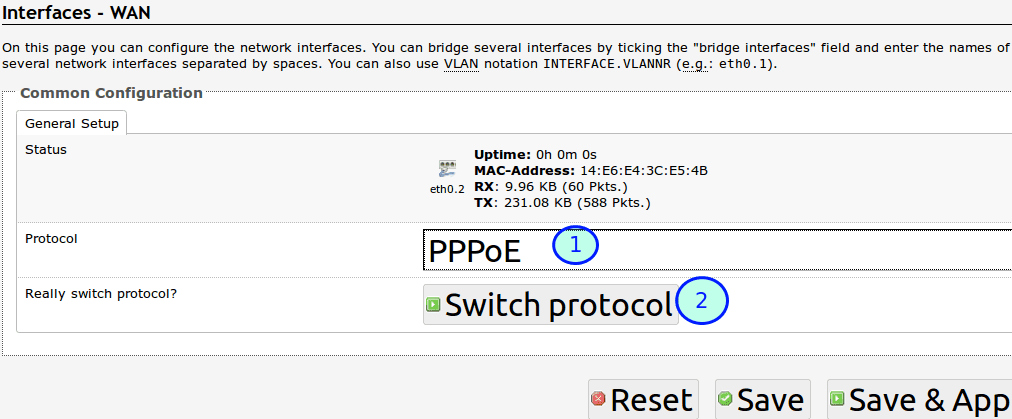 Interfaces - WAN
On this page you can configure the network interfaces. You can bridge several interfaces by ticking the "bridge interfaces" field and enter the names of
several network interfaces separated by spaces. You can also use VLAN notation INTERFACE.VLANNR (e.g.: eth0.1).
Common Configuration
General Setup
Status
Uptime: 0h 0m 0s
MAC-Address: 14:E6:E4:3C:E5:4B
RX: 9.96 KB (60 Pkts.)
TX: 231.08 KB (588 Pkts.)
eth0.2
Protocol
PPPoE 1
Really switch protocol?
Switch protocol 2
Reset Save Save & App